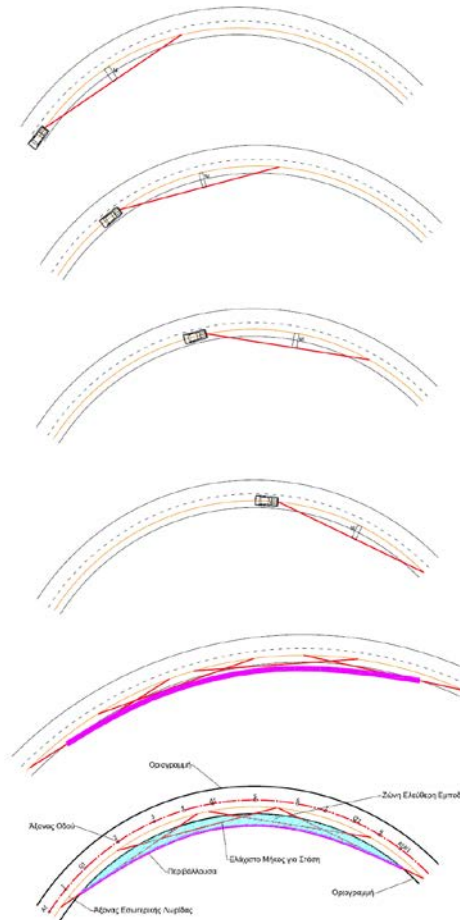 Οριογραμμή
Ζώνη Ελεύθερη Εμποδ
Άξονας Οδού
Ελάχιστο Μήκος για Στάση
Περιβάλλουσα
Οριογραμμή
Άξονας Εσωτερικής Λωρίδας